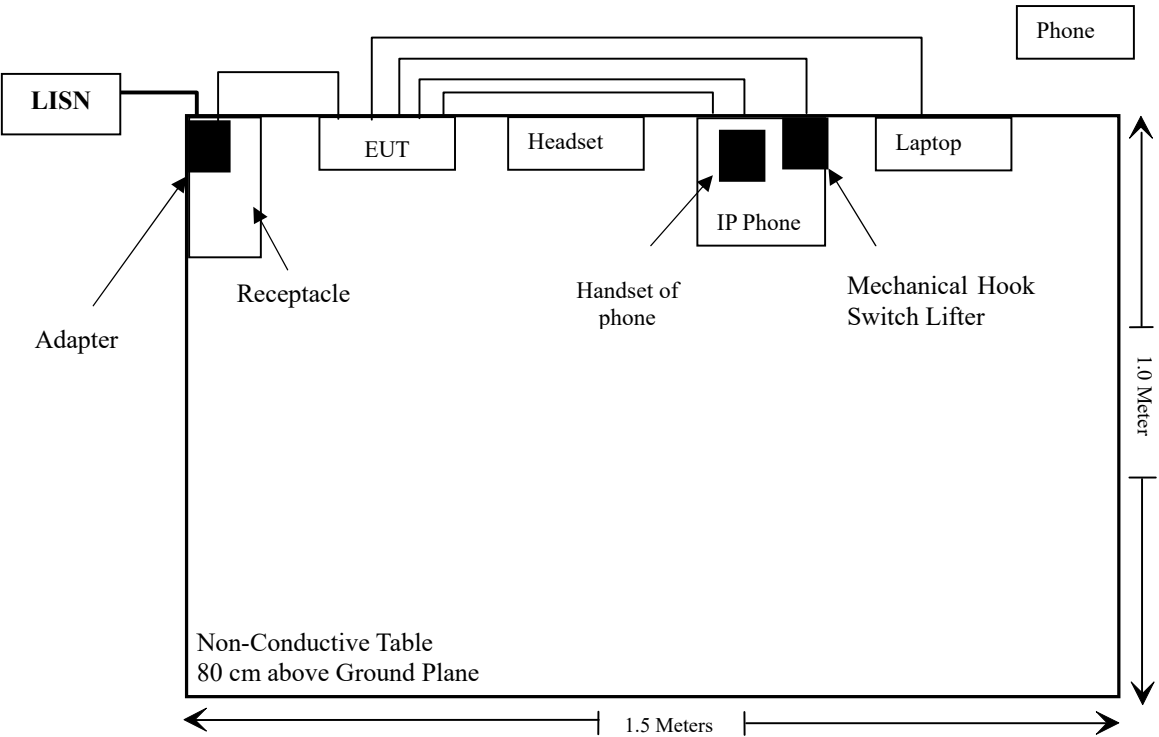 Phone
LISN
EUT
Headset
Laptop
IP Phone
Receptacle
Adapter
Handset of
phone
Mechanical Hook
Switch Lifter
1.0 Meter
Non-Conductive Table
80 cm above Ground Plane
1.5 Meters